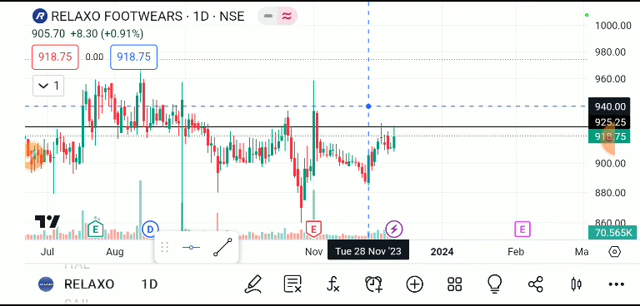 RELAXO FOOTWEARS · 1D · NSE
905.70 +8.30 (+0.91%)
918.75 0.00 918.75
1
1000.00
980.00
960.00
940.00
925.25
918.75
900.00
880.00
860.00
70.565K
E D E E
Jul Aug Nov Tue 28 Nov '23 2024 Feb Ma
RELAXO 1D